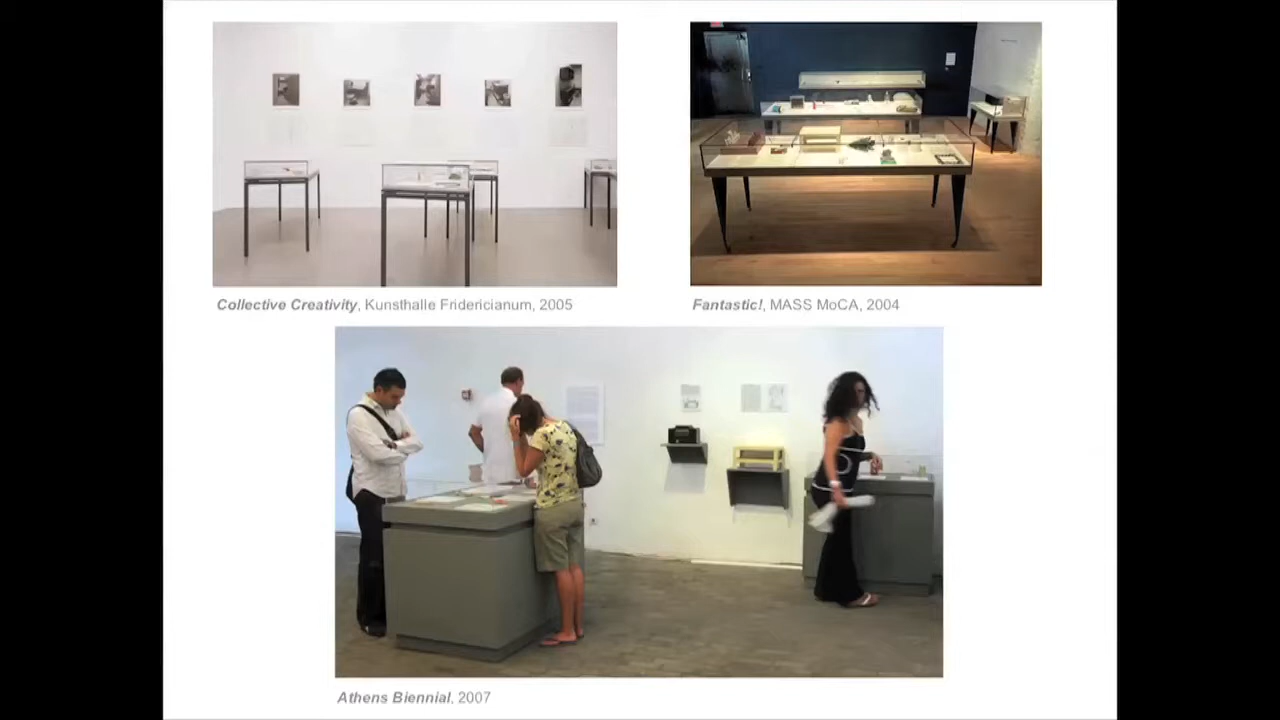 Collective Creativity, Kunsthalle Fridericianum, 2005
Fantastic!, MASS MoCA, 2004
Athens Biennial, 2007